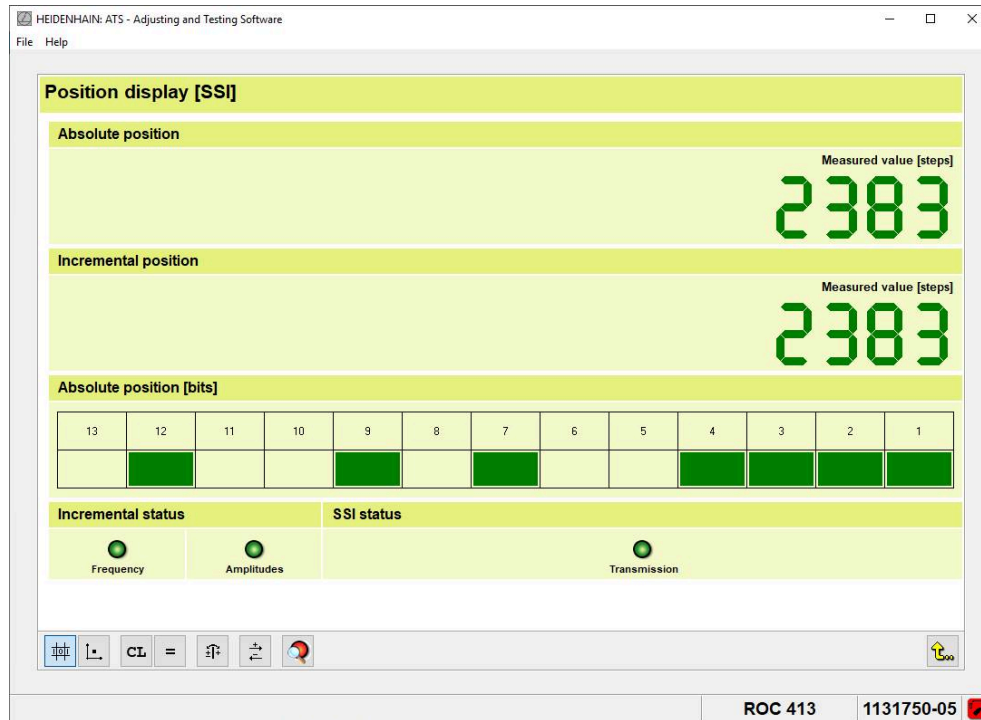 HEIDENHAIN: ATS - Adjusting and Testing Software
File Help
Position display [SSI]
Absolute position
Measured value [steps]
2383
Incremental position
Measured value [steps]
2383
Absolute position [bits]
13 12 11 10 9 8 7 6 5 4 3 2 1
Incremental status SSI status
Frequency Amplitudes Transmission
CL =
ROC 413 1131750-05